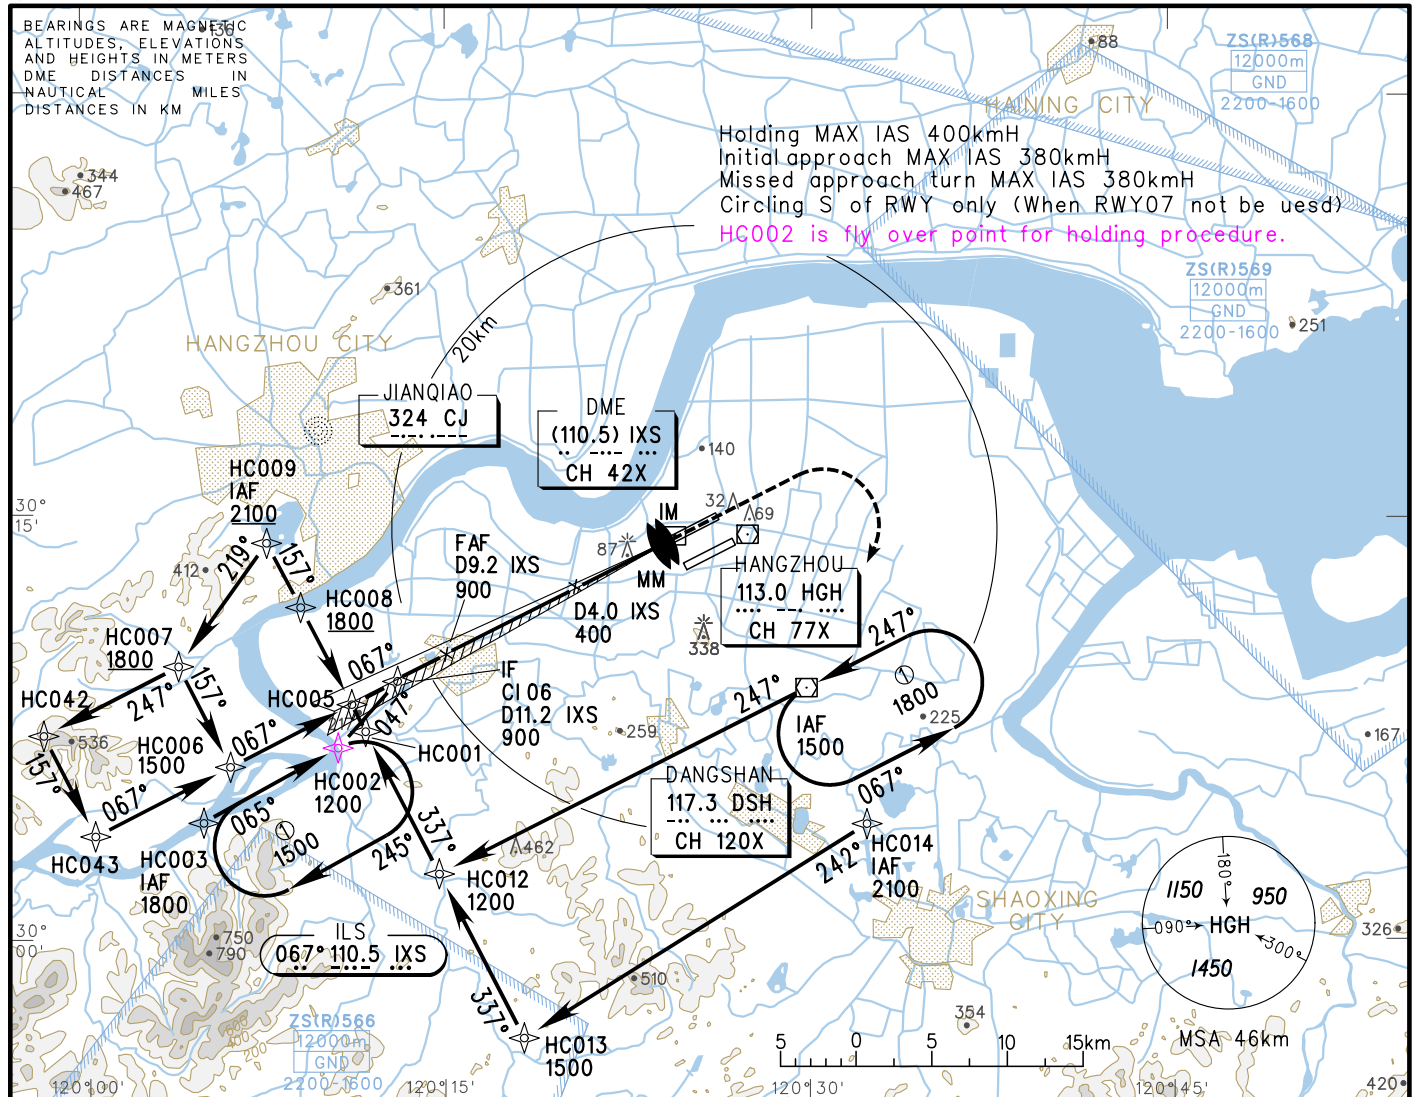 BEARINGS ARE MAGNETIC
ALTITUDES, ELEVATIONS
AND HEIGHTS IN METERS
DME DISTANCES IN
NAUTICAL MILES
DISTANCES IN KM
136
88
ZS(R)568
12000m
GND
2200-1600
HAINING CITY
Holding MAX IAS 400kmH
Initial approach MAX IAS 380kmH
Missed approach turn MAX IAS 380kmH
Circling S of RWY only (When RWY07 not be uesd)
HC002 is fly over point for holding procedure.
344
467
361
ZS(R)569
12000m
GND
2200-1600
251
HANGZHOU CITY
20km
JIANQIAO
324 CJ
DME
(110.5) IXS
CH 42X
140
HC009
IAF
2100
30°
15'
32
69
IM
87
MM
FAF
D9.2 IXS
900
D4.0 IXS
400
HANGZHOU
113.0 HGH
CH 77X
219°
157°
412
HC008
1800
HC007
1800
338
247°
067°
157°
247°
HC042
HC005
047°
IF
CI 06
D11.2 IXS
900
247°
1
1800
225
IAF
1500
536
HC006
1500
067°
214
HC001
259
167
157°
HC002
1200
067°
065°
1
1500
245°
337°
DANGSHAN
117.3 DSH
CH 120X
067°
HC043
HC003
IAF
1800
462
HC012
1200
242°
HC014
IAF
2100
180°
1150
950
090°
HGH
300°
1450
MSA 46km
SHAOXING
CITY
326
30°
00'
750
790
ILS
067° 110.5 IXS
510
337°
354
ZS(R)566
12000m
GND
2200-1600
600
400
200
HC013
1500
5 0 5 10 15km
120°00'
120°15'
120°30'
120°45'
420